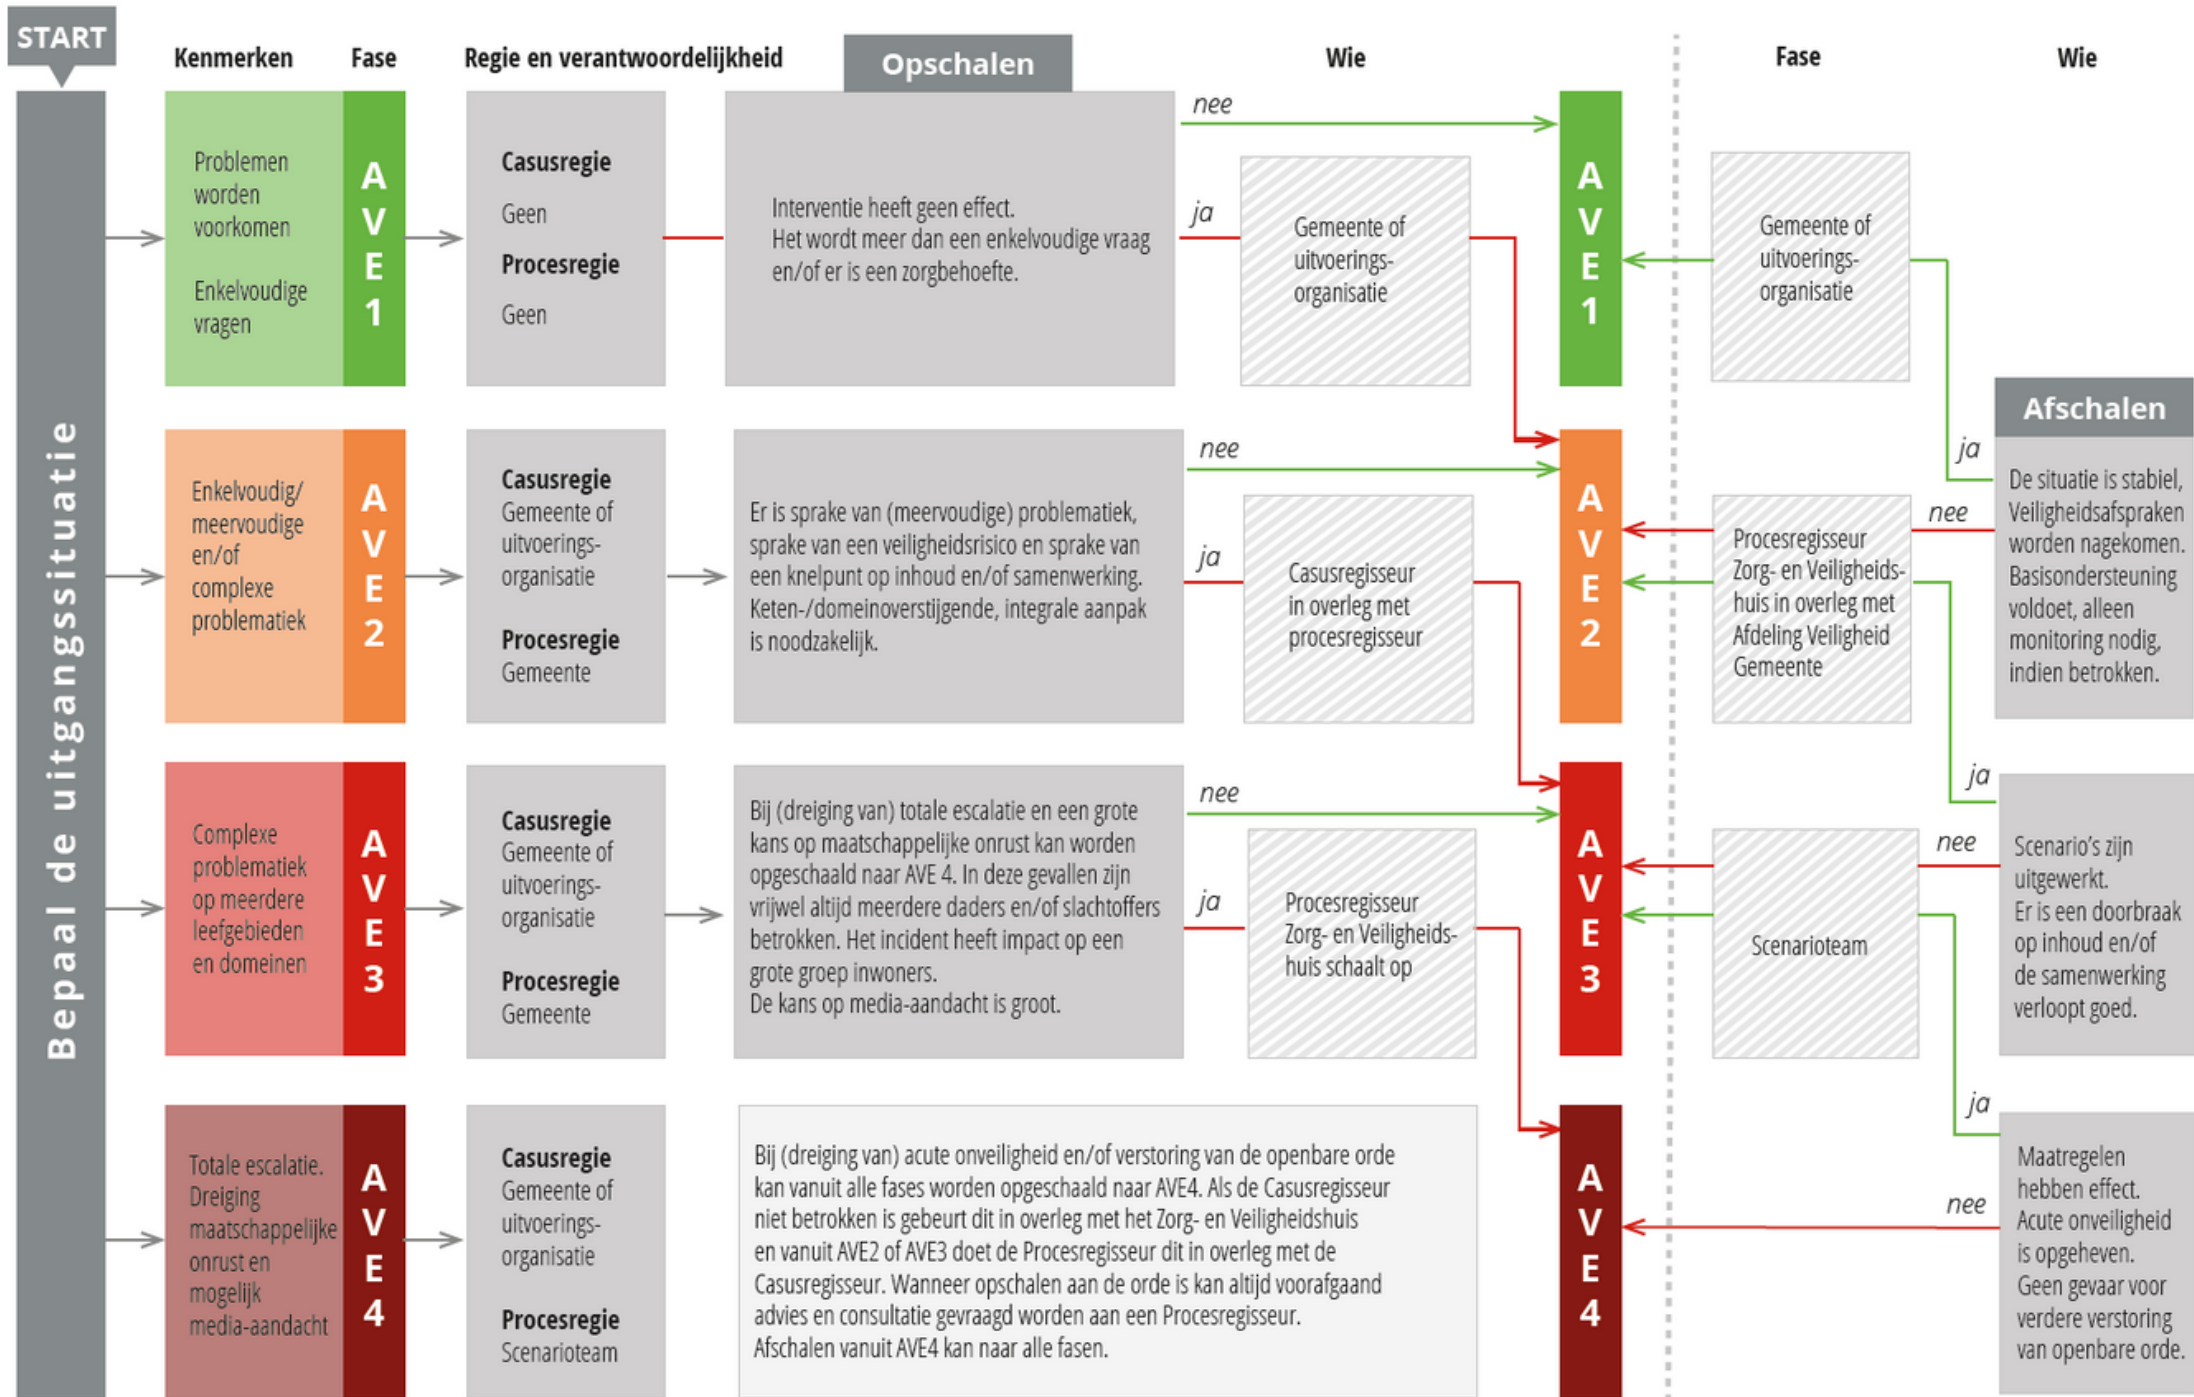 START
Kenmerken
Fase
Regie en verantwoordelijkheid
Opschalen
Wie
Fase
Wie
Bepaal de uitgangssituatie
Problemen
worden
voorkomen
Enkelvoudige
vragen
AVE1
Casusregie
Geen
Procesregie
Geen
Interventie heeft geen effect.
Het wordt meer dan een enkelvoudige vraag
en/of er is een zorgbehoefte.
nee
ja
Gemeente of
uitvoerings-
organisatie
AVE1
Gemeente of
uitvoerings-
organisatie
Enkelvoudig/
meervoudige
en/of
complexe
problematiek
AVE2
Casusregie
Gemeente of
uitvoerings-
organisatie
Procesregie
Gemeente
Er is sprake van (meervoudige) problematiek,
sprake van een veiligheidsrisico en sprake van
een knelpunt op inhoud en/of samenwerking.
Keten-/domeinoverstijgende, integrale aanpak
is noodzakelijk.
nee
ja
Casusregisseur
in overleg met
procesregisseur
AVE2
Procesregisseur
Zorg- en Veiligheids-
huis in overleg met
Afdeling Veiligheid
Gemeente
ja
nee
Afschalen
De situatie is stabiel,
Veiligheidsafspraken
worden nagekomen.
Basisondersteuning
voldoet, alleen
monitoring nodig,
indien betrokken.
Complexe
problematiek
op meerdere
leefgebieden
en domeinen
AVE3
Casusregie
Gemeente of
uitvoerings-
organisatie
Procesregie
Gemeente
Bij (dreiging van) totale escalatie en een grote
kans op maatschappelijke onrust kan worden
opgeschaald naar AVE 4. In deze gevallen zijn
vrijwel altijd meerdere daders en/of slachtoffers
betrokken. Het incident heeft impact op een
grote groep inwoners.
De kans op media-aandacht is groot.
nee
ja
Procesregisseur
Zorg- en Veiligheids-
huis schaalt op
AVE3
Scenarioteam
ja
nee
Scenario's zijn
uitgewerkt.
Er is een doorbraak
op inhoud en/of
de samenwerking
verloopt goed.
Totale escalatie.
Dreiging
maatschappelijke
onrust en
mogelijk
media-aandacht
AVE4
Casusregie
Gemeente of
uitvoerings-
organisatie
Procesregie
Scenarioteam
Bij (dreiging van) acute onveiligheid en/of verstoring van de openbare orde
kan vanuit alle fases worden opgeschaald naar AVE4. Als de Casusregisseur
niet betrokken is gebeurt dit in overleg met het Zorg- en Veiligheidshuis
en vanuit AVE2 of AVE3 doet de Procesregisseur dit in overleg met de
Casusregisseur. Wanneer opschalen aan de orde is kan altijd voorafgaand
advies en consultatie gevraagd worden aan een Procesregisseur.
Afschalen vanuit AVE4 kan naar alle fasen.
AVE4
ja
nee
Maatregelen
hebben effect.
Acute onveiligheid
is opgeheven.
Geen gevaar voor
verdere verstoring
van openbare orde.